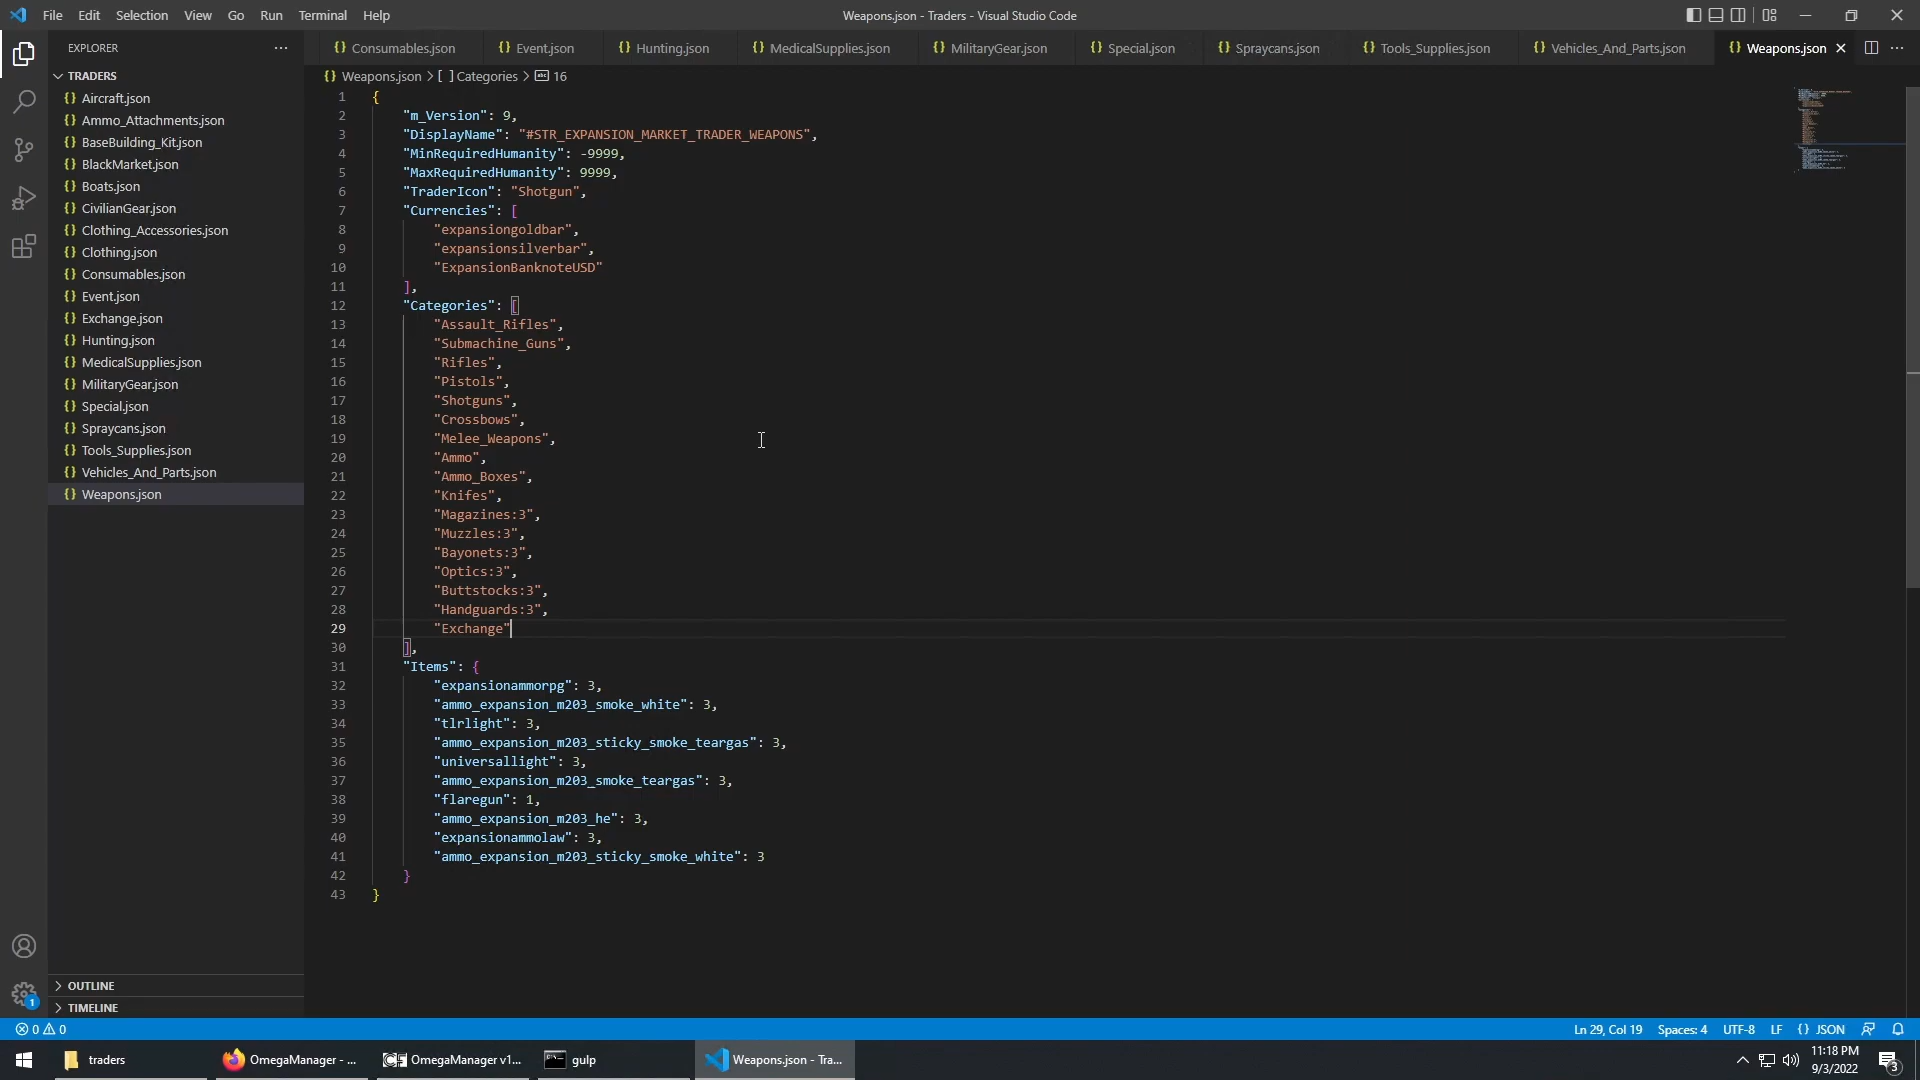 File Edit Selection View Go Run Terminal Help
Weapons.json - Traders - Visual Studio Code
EXPLORER
Consumables.json Event.json Hunting.json MedicalSupplies.json MilitaryGear.json Special.json Spraycans.json Tools_Supplies.json Vehicles_And_Parts.json Weapons.json
TRADERS
Aircraft.json
Ammo_Attachments.json
BaseBuilding_Kit.json
BlackMarket.json
Boats.json
CivilianGear.json
Clothing_Accessories.json
Clothing.json
Consumables.json
Event.json
Exchange.json
Hunting.json
MedicalSupplies.json
MilitaryGear.json
Special.json
Spraycans.json
Tools_Supplies.json
Vehicles_And_Parts.json
Weapons.json
OUTLINE
TIMELINE
{} Weapons.json > [ ] Categories > abc 16
1 {
2 "m_Version": 9,
3 "DisplayName": "#STR_EXPANSION_MARKET_TRADER_WEAPONS",
4 "MinRequiredHumanity": -9999,
5 "MaxRequiredHumanity": 9999,
6 "TraderIcon": "Shotgun",
7 "Currencies": [
8 "expansiongoldbar",
9 "expansionsilverbar",
10 "ExpansionBanknoteUSD"
11 ],
12 "Categories": [
13 "Assault_Rifles",
14 "Submachine_Guns",
15 "Rifles",
16 "Pistols",
17 "Shotguns",
18 "Crossbows",
19 "Melee_Weapons",
20 "Ammo",
21 "Ammo_Boxes",
22 "Knifes",
23 "Magazines:3",
24 "Muzzles:3",
25 "Bayonets:3",
26 "Optics:3",
27 "Buttstocks:3",
28 "Handguards:3",
29 "Exchange"
30 ],
31 "Items": {
32 "expansionammorpg": 3,
33 "ammo_expansion_m203_smoke_white": 3,
34 "tlrlight": 3,
35 "ammo_expansion_m203_sticky_smoke_teargas": 3,
36 "universallight": 3,
37 "ammo_expansion_m203_smoke_teargas": 3,
38 "flaregun": 1,
39 "ammo_expansion_m203_he": 3,
40 "expansionammolaw": 3,
41 "ammo_expansion_m203_sticky_smoke_white": 3
42 }
43 }
1
0 0
Ln 29, Col 19 Spaces: 4 UTF-8 LF {} JSON
traders OmegaManager - ... OmegaManager v1... gulp Weapons.json - Tra...
11:18 PM
9/3/2022
3